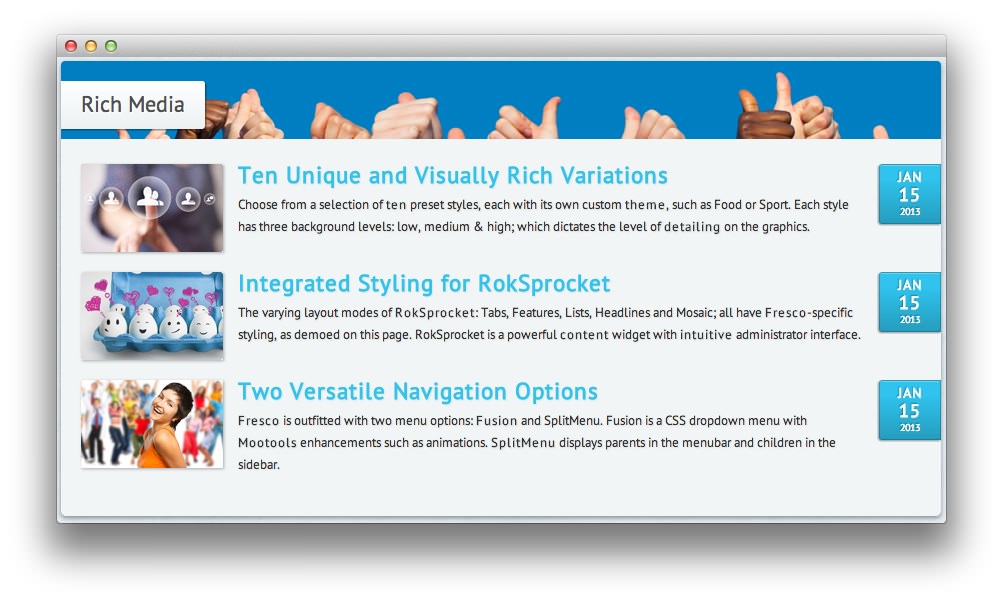 Rich Media
Ten Unique and Visually Rich Variations
Choose from a selection of ten preset styles, each with its own custom theme, such as Food or Sport. Each style
has three background levels: low, medium & high; which dictates the level of detailing on the graphics.
JAN
15
2013
Integrated Styling for RokSprocket
The varying layout modes of RokSprocket: Tabs, Features, Lists, Headlines and Mosaic; all have Fresco-specific
styling, as demoed on this page. RokSprocket is a powerful content widget with intuitive administrator interface.
JAN
15
2013
Two Versatile Navigation Options
Fresco is outfitted with two menu options: Fusion and SplitMenu. Fusion is a CSS dropdown menu with
Mootools enhancements such as animations. SplitMenu displays parents in the menubar and children in the
sidebar.
JAN
15
2013